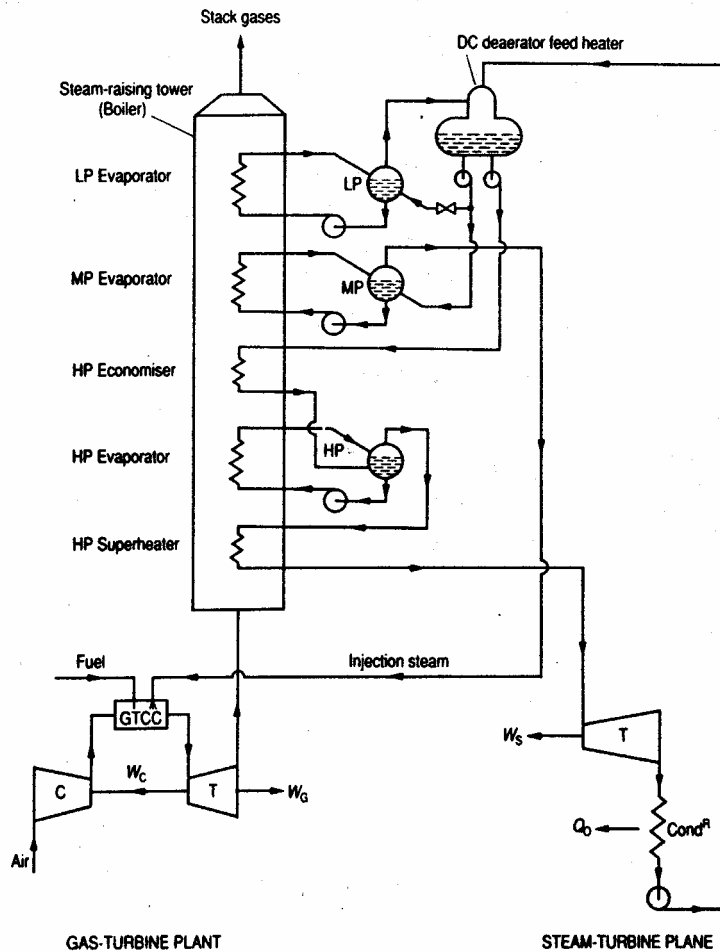 Stack gases
DC deaerator feed heater
Steam-raising tower
(Boiler)
LP Evaporator
LP
MP Evaporator
MP
HP Economiser
HP Evaporator
HP
HP Superheater
Fuel
Injection steam
GTCC
C
W_C
T
W_G
W_S
T
Q_0
Cond^R
Air
GAS-TURBINE PLANT
STEAM-TURBINE PLANE